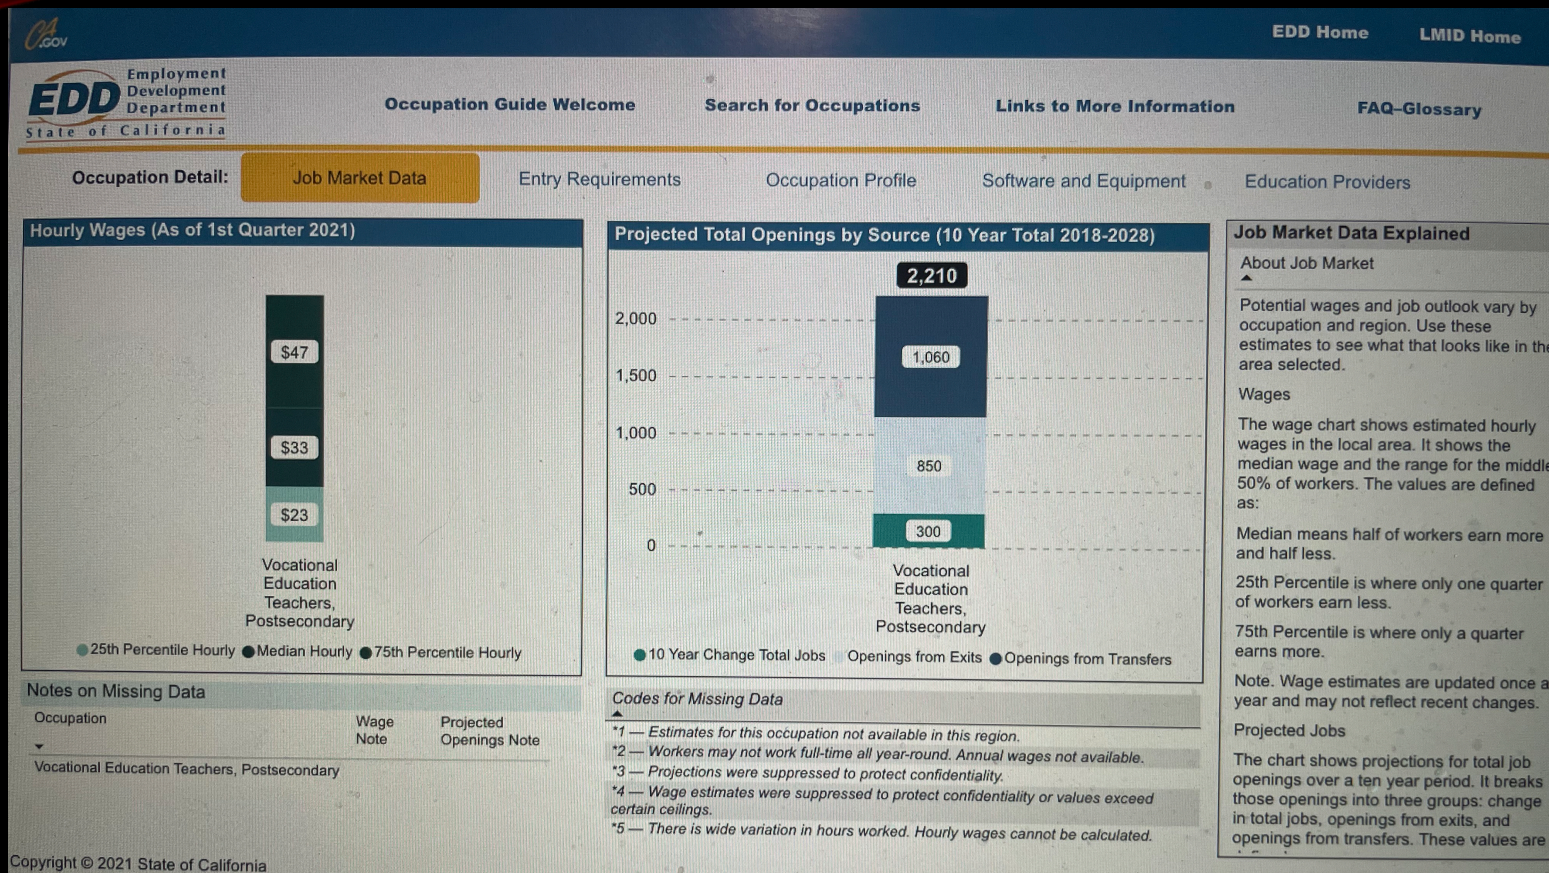 CA.GOV
EDD Home
LMID Home
EDD
Employment
Development
Department
State of California
Occupation Guide Welcome
Search for Occupations
Links to More Information
FAQ–Glossary
Occupation Detail:
Job Market Data
Entry Requirements
Occupation Profile
Software and Equipment
Education Providers
Hourly Wages (As of 1st Quarter 2021)
$47
$33
$23
Vocational
Education
Teachers,
Postsecondary
25th Percentile Hourly
Median Hourly
75th Percentile Hourly
Projected Total Openings by Source (10 Year Total 2018-2028)
2,210
2,000
1,500
1,000
500
0
1,060
850
300
Vocational
Education
Teachers,
Postsecondary
10 Year Change Total Jobs
Openings from Exits
Openings from Transfers
Job Market Data Explained
About Job Market
Potential wages and job outlook vary by
occupation and region. Use these
estimates to see what that looks like in the
area selected.
Wages
The wage chart shows estimated hourly
wages in the local area. It shows the
median wage and the range for the middle
50% of workers. The values are defined
as:
Median means half of workers earn more
and half less.
25th Percentile is where only one quarter
of workers earn less.
75th Percentile is where only a quarter
earns more.
Note. Wage estimates are updated once a
year and may not reflect recent changes.
Projected Jobs
The chart shows projections for total job
openings over a ten year period. It breaks
those openings into three groups: change
in total jobs, openings from exits, and
openings from transfers. These values are
Notes on Missing Data
Occupation
Wage
Note
Projected
Openings Note
Vocational Education Teachers, Postsecondary
Codes for Missing Data
*1 — Estimates for this occupation not available in this region.
*2 — Workers may not work full-time all year-round. Annual wages not available.
*3 — Projections were suppressed to protect confidentiality.
*4 — Wage estimates were suppressed to protect confidentiality or values exceed
certain ceilings.
*5 — There is wide variation in hours worked. Hourly wages cannot be calculated.
Copyright © 2021 State of California